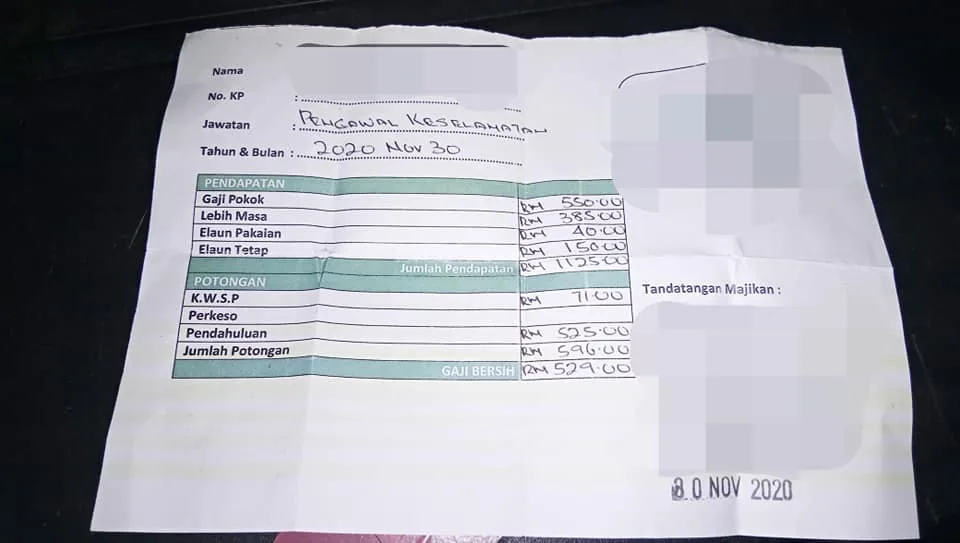 Nama
No. KP :
Jawatan : PENGAWAL KESELAMATAN
Tahun & Bulan : 2020 NOV 30
PENDAPATAN
Gaji Pokok RM 550.00
Lebih Masa RM 385.00
Elaun Pakaian RM 40.00
Elaun Tetap RM 150.00
Jumlah Pendapatan RM 1125.00
POTONGAN
K.W.S.P RM 71.00
Perkeso
Pendahuluan RM 525.00
Jumlah Potongan RM 596.00
GAJI BERSIH RM 529.00
Tandatangan Majikan :
30 NOV 2020